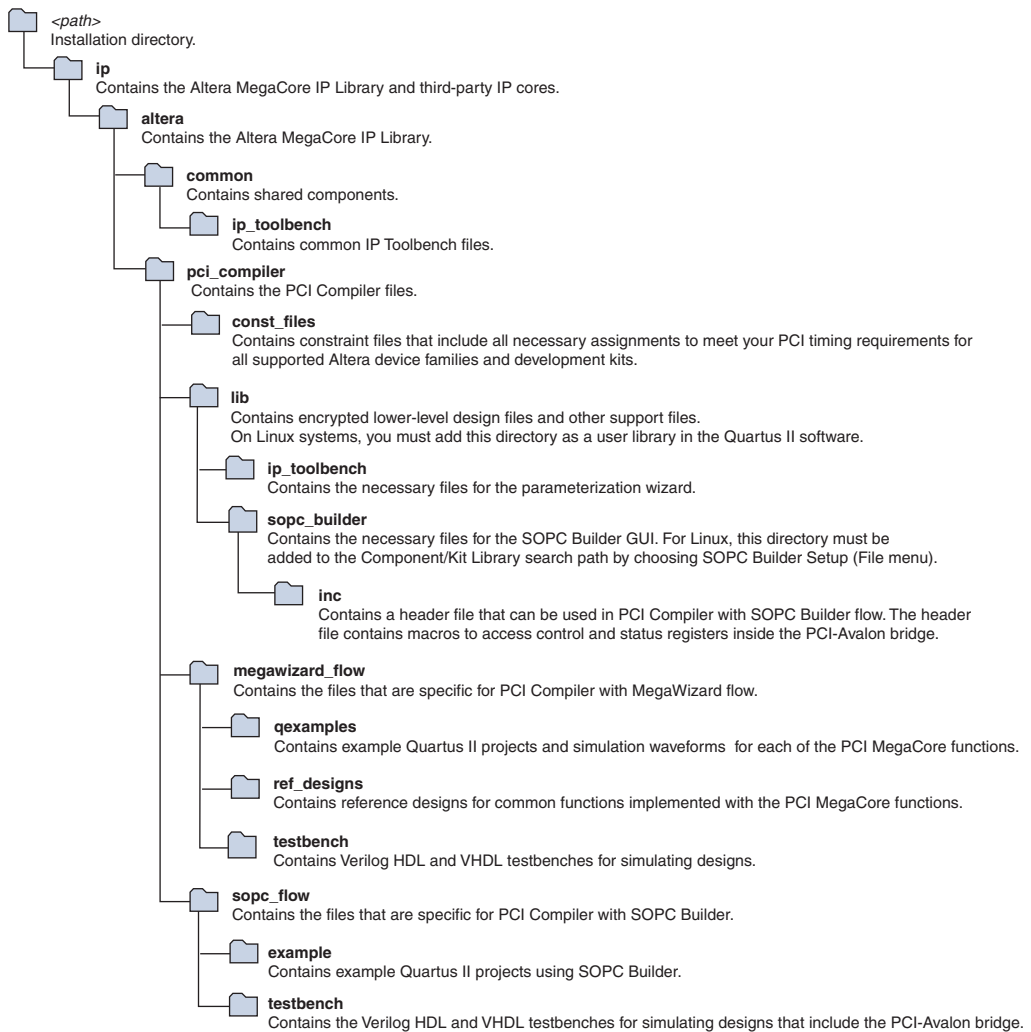 <path>
Installation directory.
ip
Contains the Altera MegaCore IP Library and third-party IP cores.
altera
Contains the Altera MegaCore IP Library.
common
Contains shared components.
ip_toolbench
Contains common IP Toolbench files.
pci_compiler
Contains the PCI Compiler files.
const_files
Contains constraint files that include all necessary assignments to meet your PCI timing requirements for
all supported Altera device families and development kits.
lib
Contains encrypted lower-level design files and other support files.
On Linux systems, you must add this directory as a user library in the Quartus II software.
ip_toolbench
Contains the necessary files for the parameterization wizard.
sopc_builder
Contains the necessary files for the SOPC Builder GUI. For Linux, this directory must be
added to the Component/Kit Library search path by choosing SOPC Builder Setup (File menu).
inc
Contains a header file that can be used in PCI Compiler with SOPC Builder flow. The header
file contains macros to access control and status registers inside the PCI-Avalon bridge.
megawizard_flow
Contains the files that are specific for PCI Compiler with MegaWizard flow.
qexamples
Contains example Quartus II projects and simulation waveforms for each of the PCI MegaCore functions.
ref_designs
Contains reference designs for common functions implemented with the PCI MegaCore functions.
testbench
Contains Verilog HDL and VHDL testbenches for simulating designs.
sopc_flow
Contains the files that are specific for PCI Compiler with SOPC Builder.
example
Contains example Quartus II projects using SOPC Builder.
testbench
Contains the Verilog HDL and VHDL testbenches for simulating designs that include the PCI-Avalon bridge.